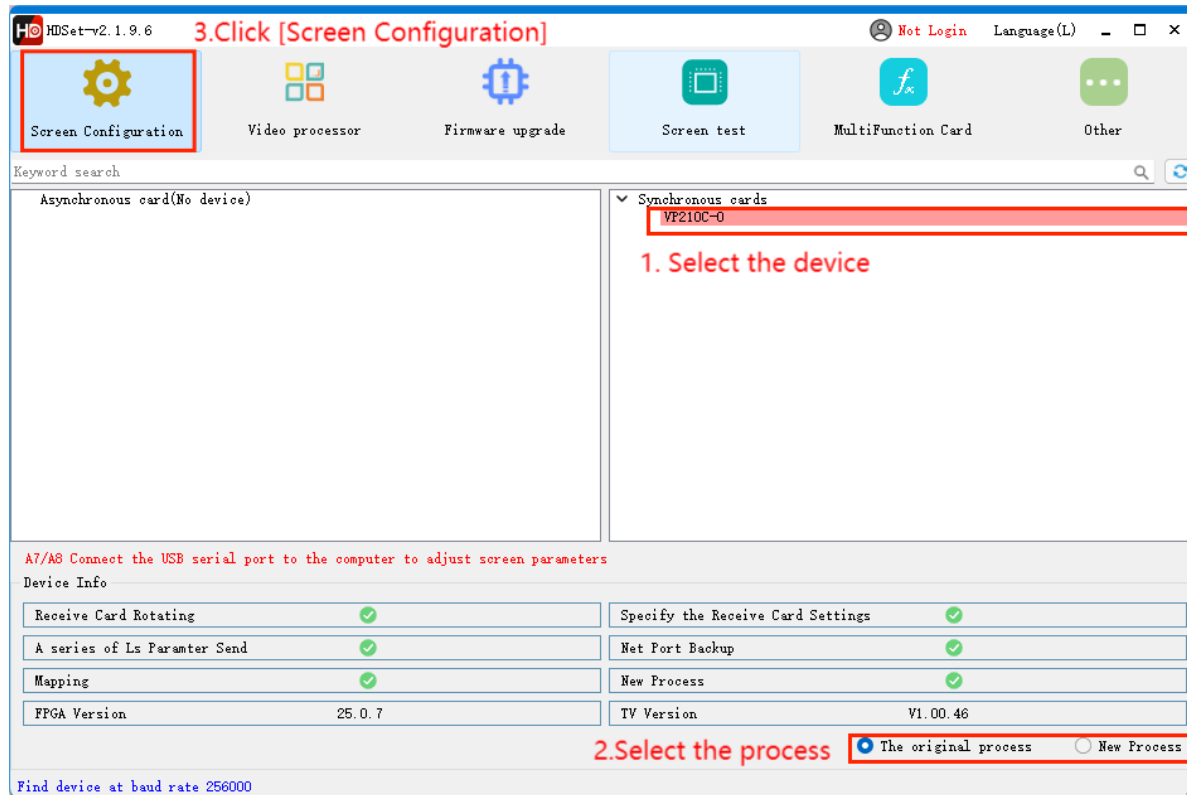 HD HDSet-v2.1.9.6 3.Click [Screen Configuration] Not Login Language(L)
Screen Configuration Video processor Firmware upgrade Screen test MultiFunction Card Other
Keyword search
Asynchronous card(No device)
Synchronous cards
VP210C-0
1. Select the device
A7/A8 Connect the USB serial port to the computer to adjust screen parameters
Device Info
Receive Card Rotating Specify the Receive Card Settings
A series of Ls Paramter Send Net Port Backup
Mapping New Process
FPGA Version 25.0.7 TV Version V1.00.46
2.Select the process The original process New Process
Find device at baud rate 256000